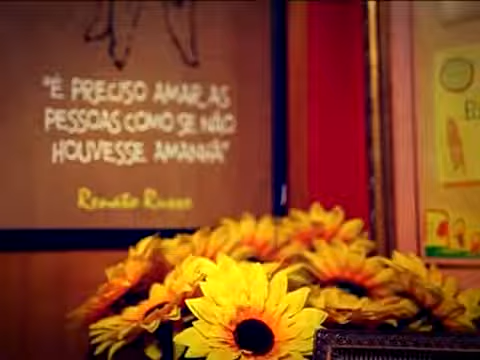 "É PRECISO AMAR AS
PESSOAS COMO SE NÃO
HOUVESSE AMANHÃ"
Renato Russo